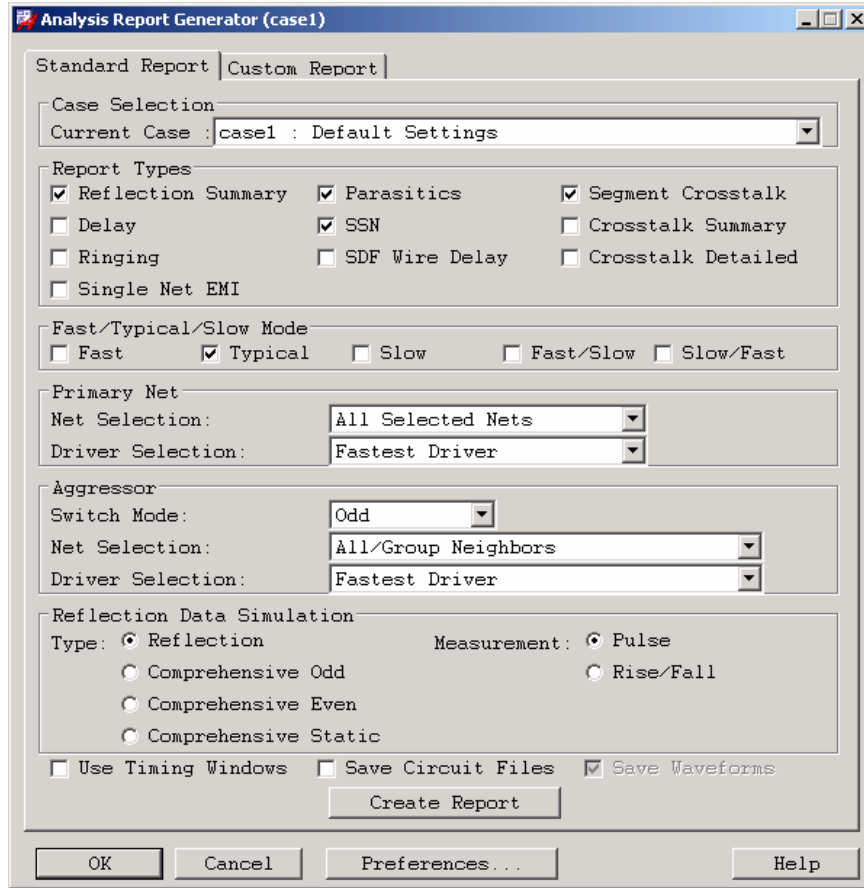 Analysis Report Generator (case1)
Standard Report Custom Report
Case Selection
Current Case : case1 : Default Settings
Report Types
Reflection Summary Parasitics Segment Crosstalk
Delay SSN Crosstalk Summary
Ringing SDF Wire Delay Crosstalk Detailed
Single Net EMI
Fast/Typical/Slow Mode
Fast Typical Slow Fast/Slow Slow/Fast
Primary Net
Net Selection: All Selected Nets
Driver Selection: Fastest Driver
Aggressor
Switch Mode: Odd
Net Selection: All/Group Neighbors
Driver Selection: Fastest Driver
Reflection Data Simulation
Type: Reflection Measurement: Pulse
Comprehensive Odd Rise/Fall
Comprehensive Even
Comprehensive Static
Use Timing Windows Save Circuit Files Save Waveforms
Create Report
OK Cancel Preferences... Help